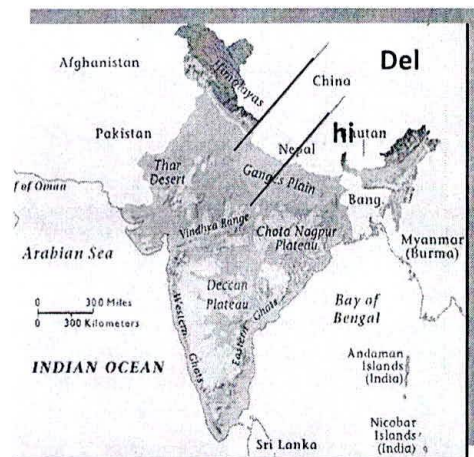 Del
Afghanistan
Himalayas
China
Pakistan
Nepal
hi
utan
Thar
Desert
Ganges Plain
f of Oman
Bang.
Vindhya Range
Chota Nagpur
Plateau
Arabian Sea
Myanmar
(Burma)
Deccan
Plateau
0 300 Miles
0 300 Kilometers
Western
Ghats
Eastern
Ghats
Bay of
Bengal
INDIAN OCEAN
Andaman
Islands
(India)
Nicobar
Islands
(India)
Sri Lanka